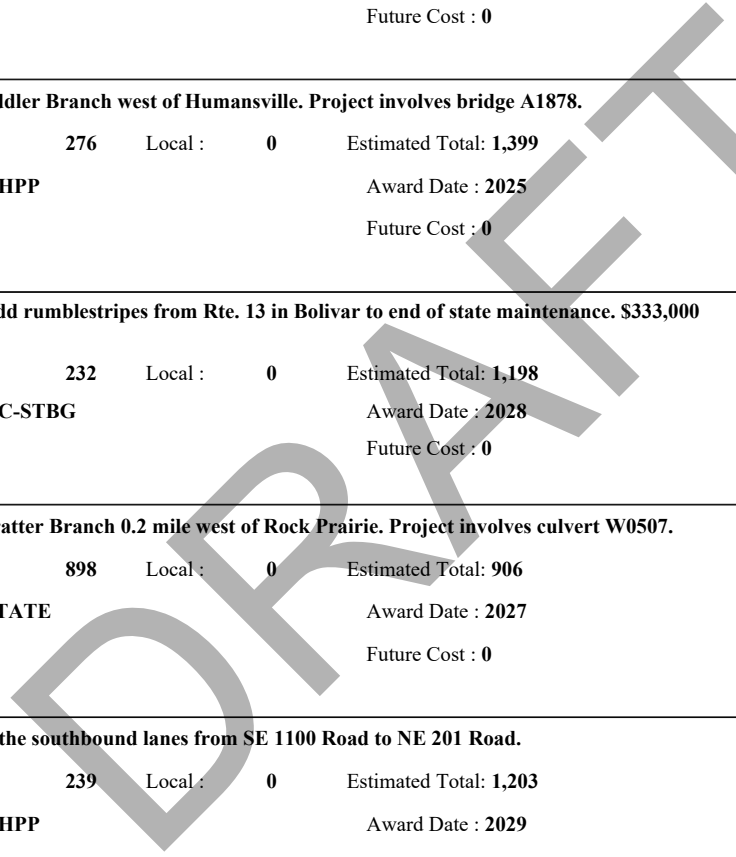 Future Cost : 0
ddler Branch west of Humansville. Project involves bridge A1878.
276 Local : 0 Estimated Total: 1,399
HPP Award Date : 2025
Future Cost : 0
dd rumblestripes from Rte. 13 in Bolivar to end of state maintenance. $333,000
232 Local : 0 Estimated Total: 1,198
C-STBG Award Date : 2028
Future Cost : 0
ratter Branch 0.2 mile west of Rock Prairie. Project involves culvert W0507.
898 Local : 0 Estimated Total: 906
TATE Award Date : 2027
Future Cost : 0
the southbound lanes from SE 1100 Road to NE 201 Road.
239 Local : 0 Estimated Total: 1,203
HPP Award Date : 2029
DRAFT